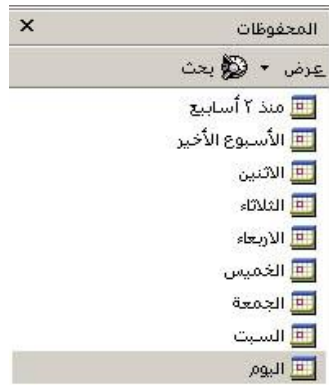 المحفوظات
عرض بحث
منذ ٢ أسابيع
الأسبوع الأخير
الاثنين
الثلاثاء
الاربعاء
الخميس
الجمعة
السبت
اليوم